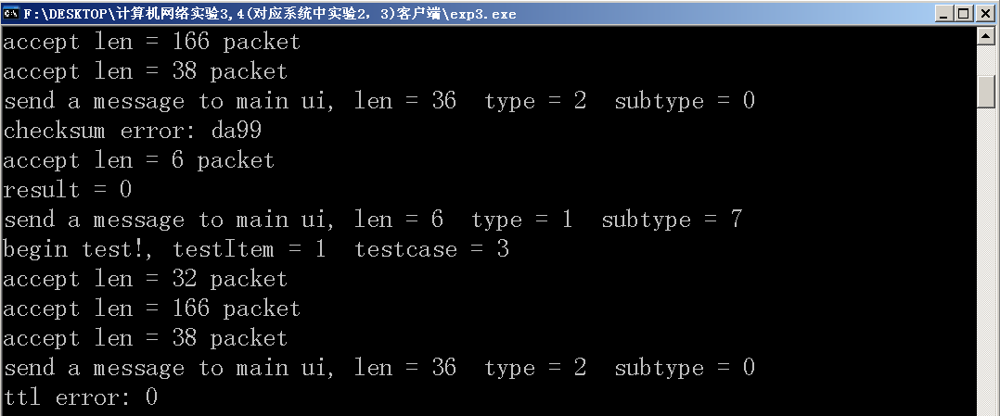 F:\DESKTOP\计算机网络实验3,4(对应系统中实验2，3)客户端\exp3.exe
accept len = 166 packet
accept len = 38 packet
send a message to main ui, len = 36  type = 2  subtype = 0
checksum error: da99
accept len = 6 packet
result = 0
send a message to main ui, len = 6  type = 1  subtype = 7
begin test!, testItem = 1  testcase = 3
accept len = 32 packet
accept len = 166 packet
accept len = 38 packet
send a message to main ui, len = 36  type = 2  subtype = 0
ttl error: 0